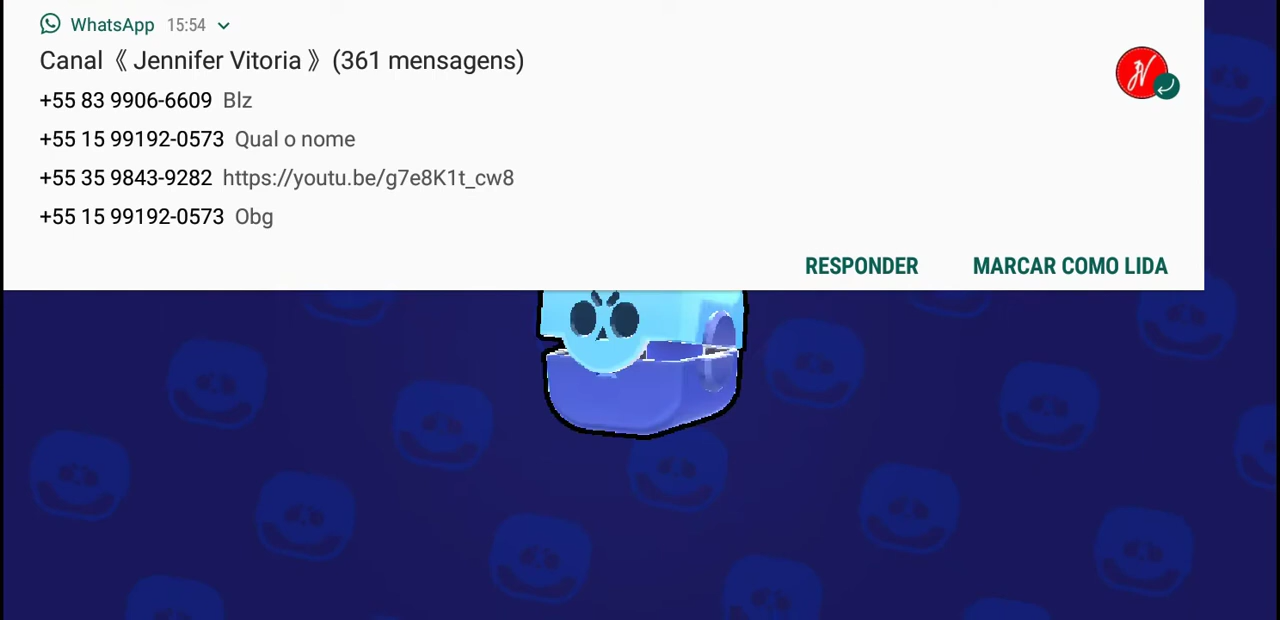 WhatsApp 15:54
Canal《 Jennifer Vitoria 》(361 mensagens)
+55 83 9906-6609 Blz
+55 15 99192-0573 Qual o nome
+55 35 9843-9282 https://youtu.be/g7e8K1t_cw8
+55 15 99192-0573 Obg
RESPONDER MARCAR COMO LIDA
JV